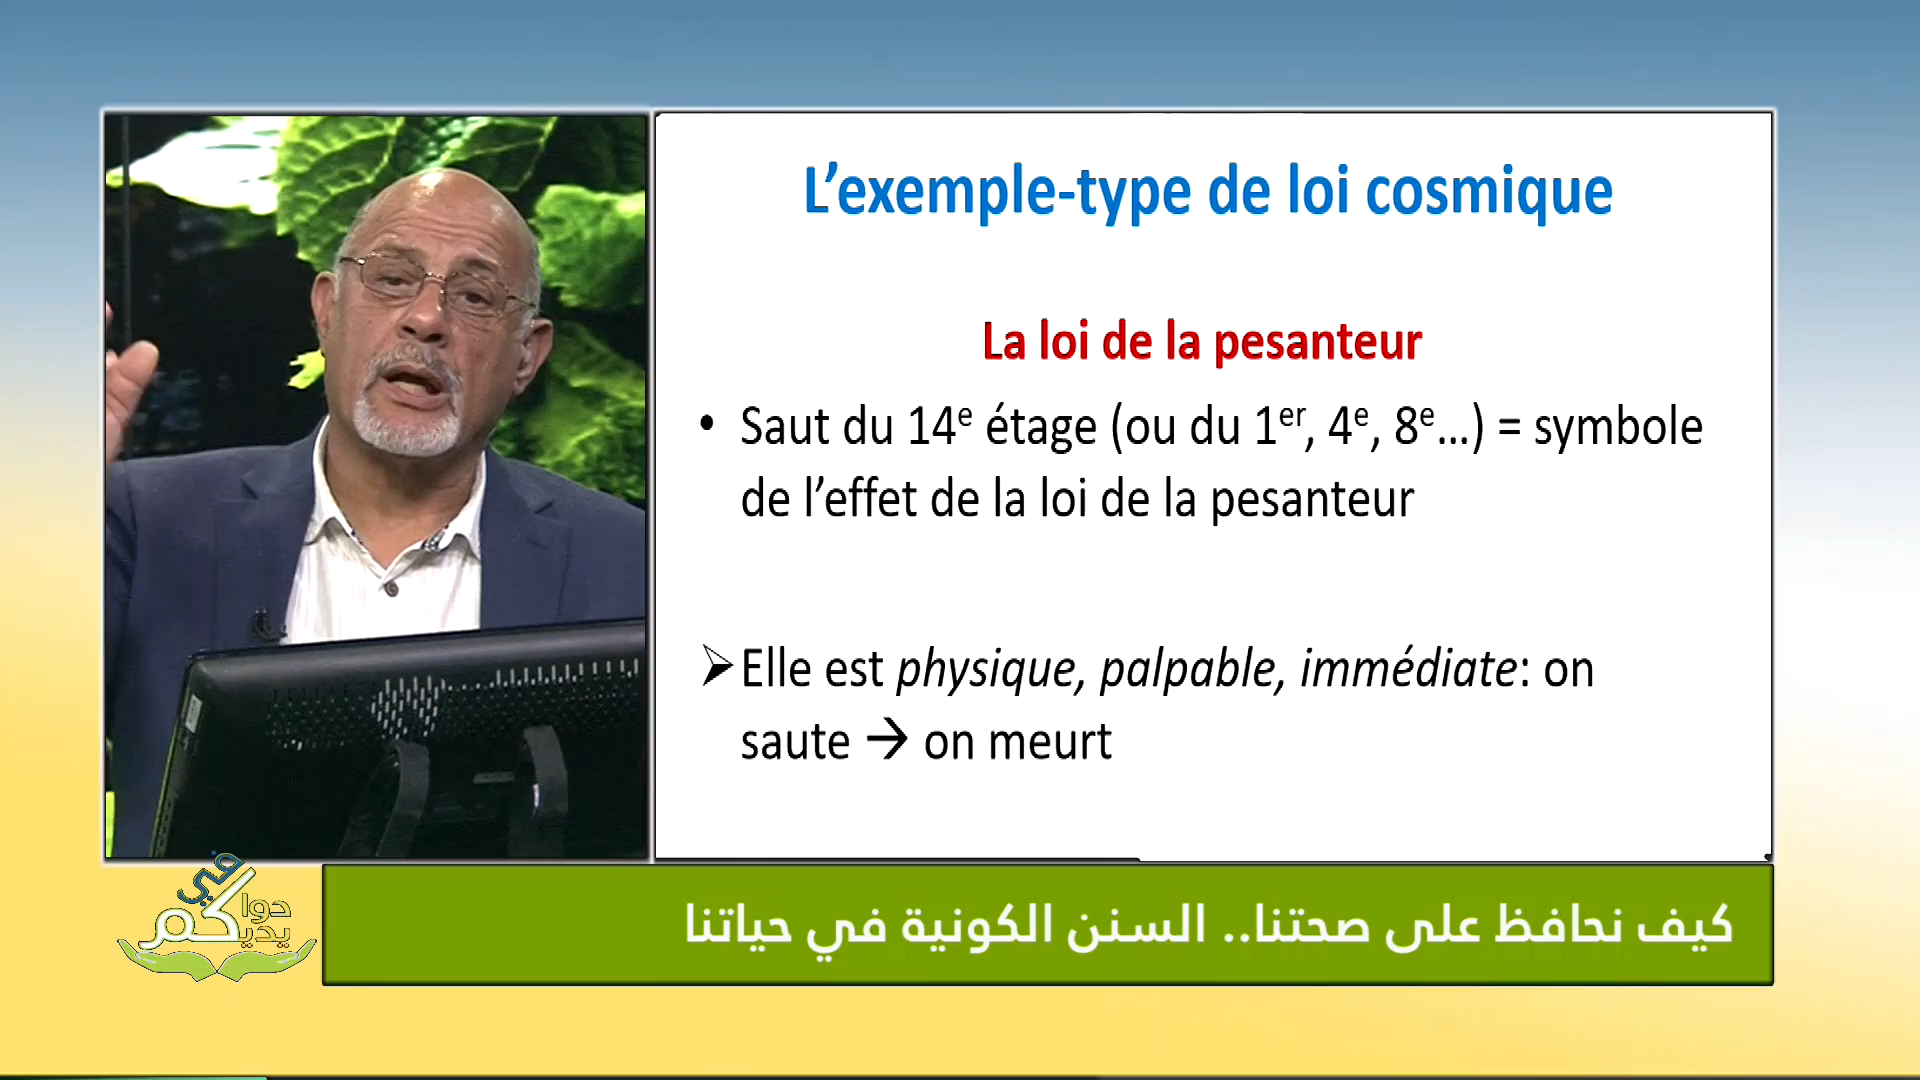 L’exemple-type de loi cosmique
La loi de la pesanteur
• Saut du 14e étage (ou du 1er, 4e, 8e...) = symbole
de l’effet de la loi de la pesanteur
➢ Elle est physique, palpable, immédiate: on
saute → on meurt
كيف نحافظ على صحتنا.. السنن الكونية في حياتنا
دواكم في يديكم